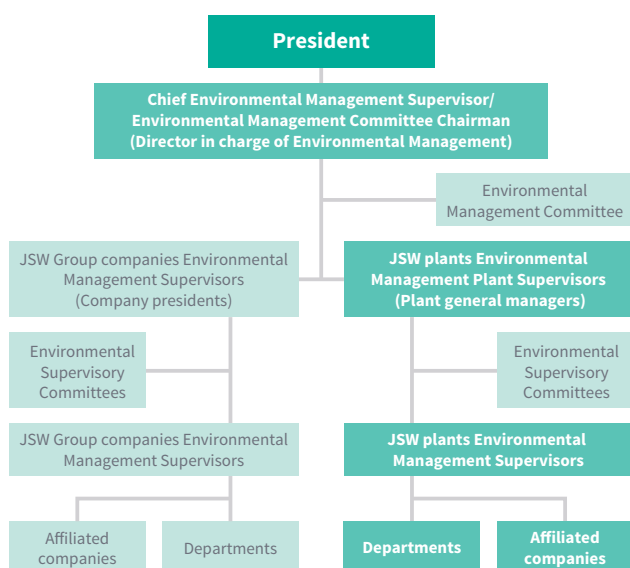 President
Chief Environmental Management Supervisor/
Environmental Management Committee Chairman
(Director in charge of Environmental Management)
Environmental
Management Committee
JSW Group companies Environmental
Management Supervisors
(Company presidents)
JSW plants Environmental
Management Plant Supervisors
(Plant general managers)
Environmental
Supervisory
Committees
Environmental
Supervisory
Committees
JSW Group companies Environmental
Management Supervisors
JSW plants Environmental
Management Supervisors
Affiliated
companies
Departments
Departments
Affiliated
companies